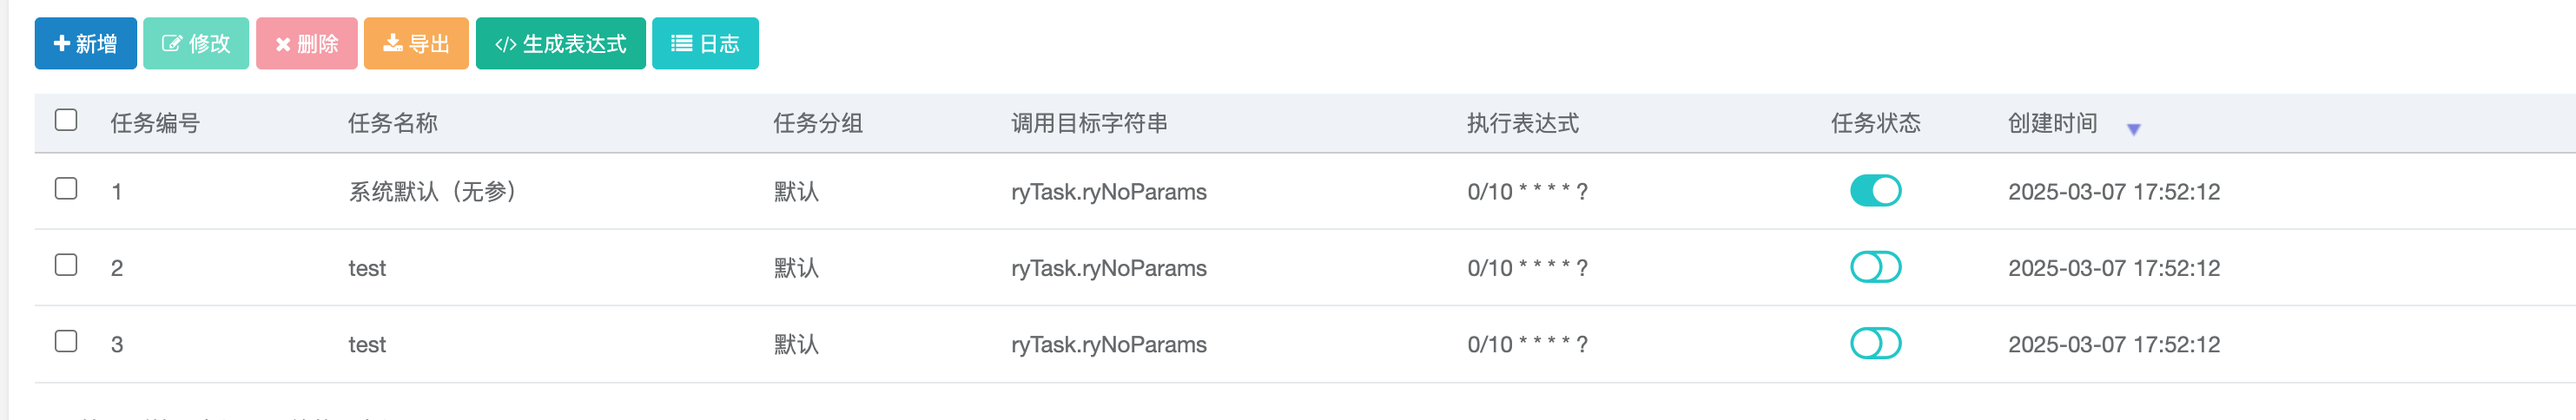 新增 修改 删除 导出 </> 生成表达式 日志
任务编号 任务名称 任务分组 调用目标字符串 执行表达式 任务状态 创建时间
1 系统默认（无参） 默认 ryTask.ryNoParams 0/10 * * * * ? 2025-03-07 17:52:12
2 test 默认 ryTask.ryNoParams 0/10 * * * * ? 2025-03-07 17:52:12
3 test 默认 ryTask.ryNoParams 0/10 * * * * ? 2025-03-07 17:52:12